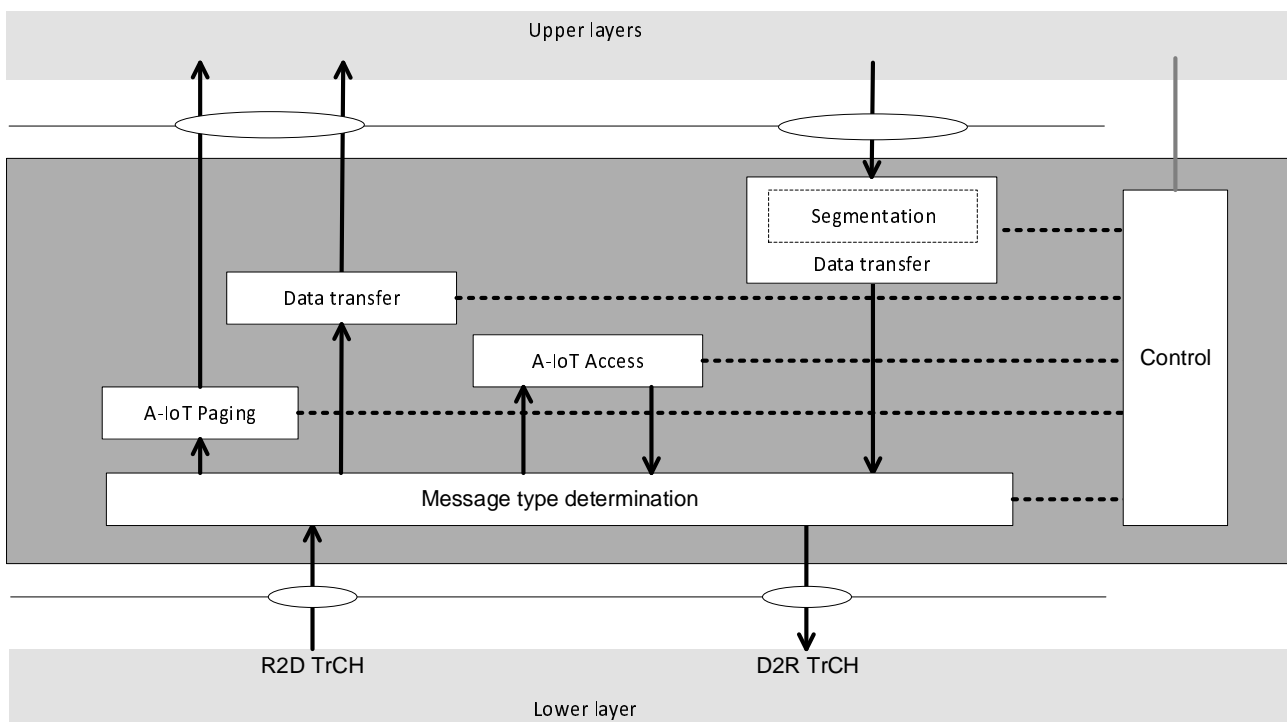 Upper layers
Segmentation
Data transfer
Data transfer
A-IoT Access
Control
A-IoT Paging
Message type determination
R2D TrCH
D2R TrCH
Lower layer